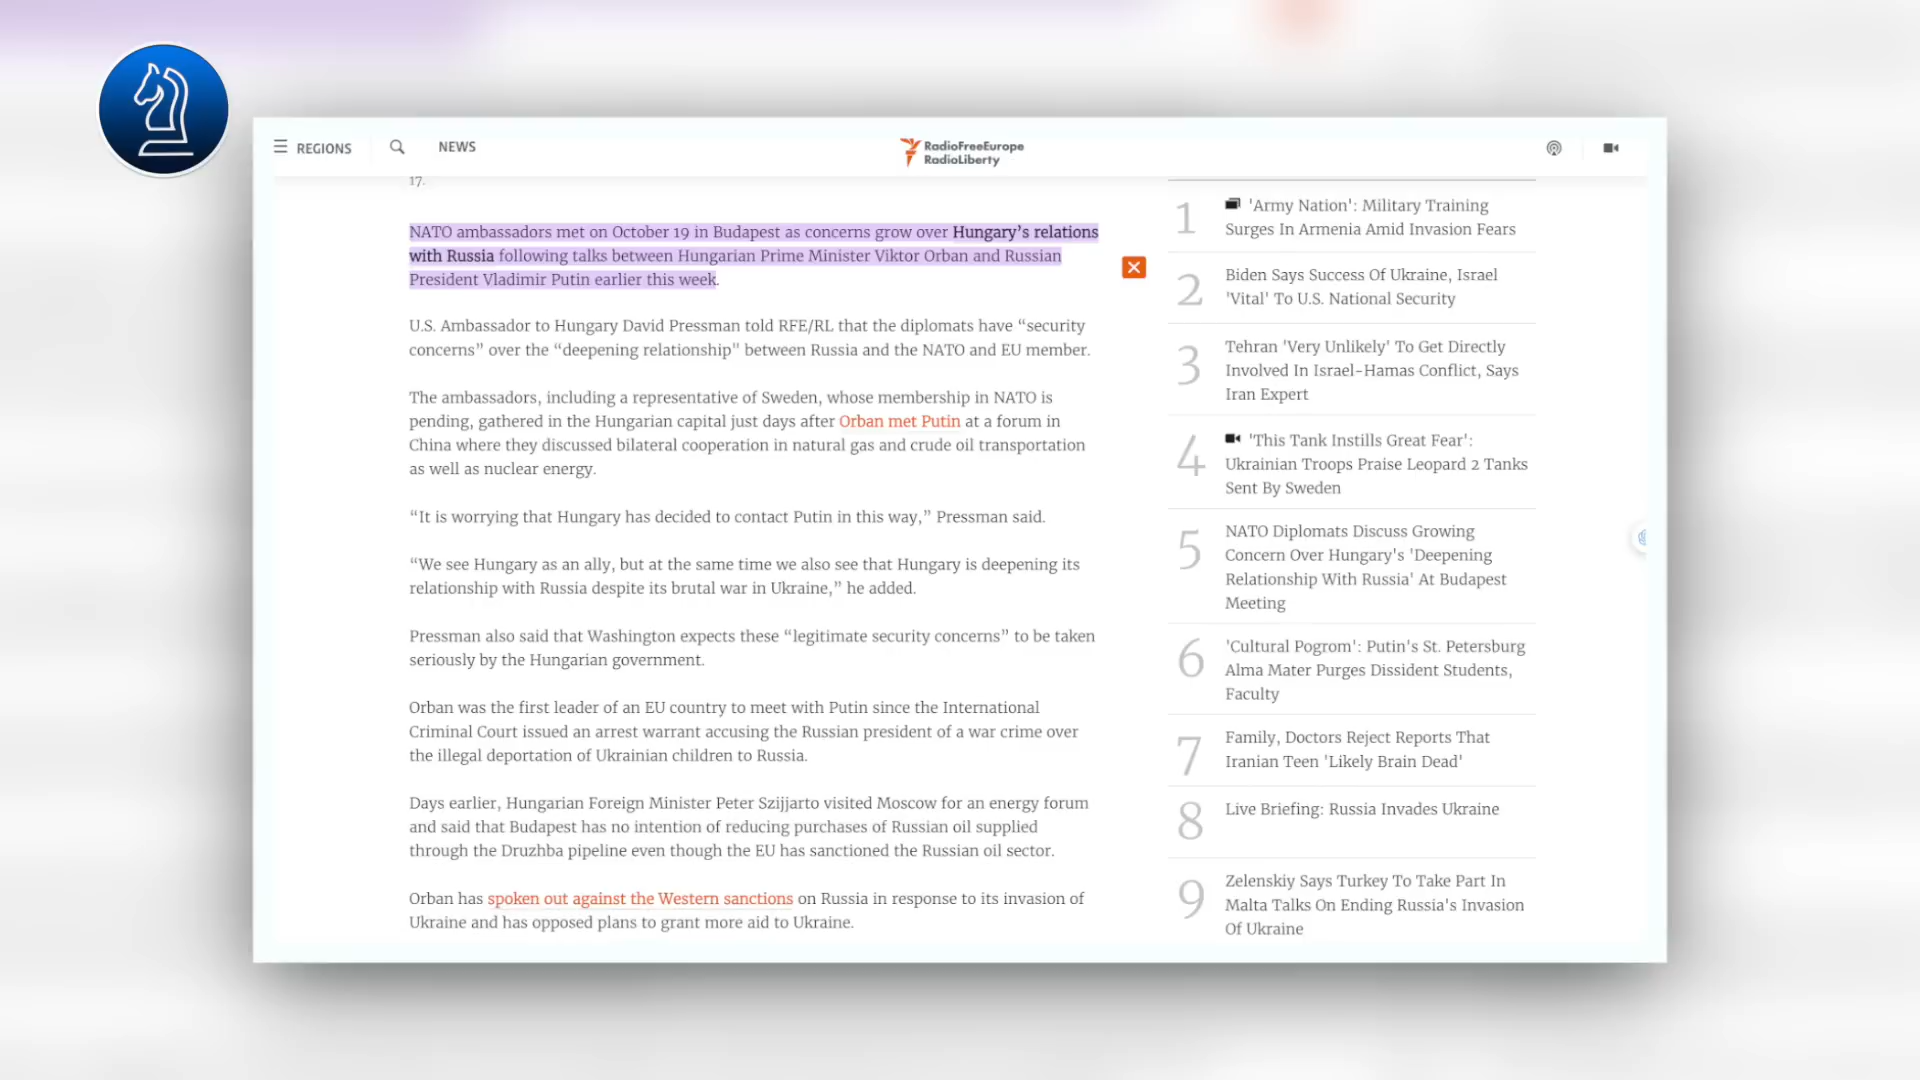 REGIONS
NEWS
RadioFreeEurope
RadioLiberty
17.
NATO ambassadors met on October 19 in Budapest as concerns grow over Hungary’s relations
with Russia following talks between Hungarian Prime Minister Viktor Orban and Russian
President Vladimir Putin earlier this week.
U.S. Ambassador to Hungary David Pressman told RFE/RL that the diplomats have “security
concerns” over the “deepening relationship" between Russia and the NATO and EU member.
The ambassadors, including a representative of Sweden, whose membership in NATO is
pending, gathered in the Hungarian capital just days after Orban met Putin at a forum in
China where they discussed bilateral cooperation in natural gas and crude oil transportation
as well as nuclear energy.
“It is worrying that Hungary has decided to contact Putin in this way,” Pressman said.
“We see Hungary as an ally, but at the same time we also see that Hungary is deepening its
relationship with Russia despite its brutal war in Ukraine,” he added.
Pressman also said that Washington expects these “legitimate security concerns” to be taken
seriously by the Hungarian government.
Orban was the first leader of an EU country to meet with Putin since the International
Criminal Court issued an arrest warrant accusing the Russian president of a war crime over
the illegal deportation of Ukrainian children to Russia.
Days earlier, Hungarian Foreign Minister Peter Szijjarto visited Moscow for an energy forum
and said that Budapest has no intention of reducing purchases of Russian oil supplied
through the Druzhba pipeline even though the EU has sanctioned the Russian oil sector.
Orban has spoken out against the Western sanctions on Russia in response to its invasion of
Ukraine and has opposed plans to grant more aid to Ukraine.
1
'Army Nation': Military Training
Surges In Armenia Amid Invasion Fears
2
Biden Says Success Of Ukraine, Israel
'Vital' To U.S. National Security
3
Tehran 'Very Unlikely' To Get Directly
Involved In Israel-Hamas Conflict, Says
Iran Expert
4
'This Tank Instills Great Fear':
Ukrainian Troops Praise Leopard 2 Tanks
Sent By Sweden
5
NATO Diplomats Discuss Growing
Concern Over Hungary's 'Deepening
Relationship With Russia' At Budapest
Meeting
6
'Cultural Pogrom': Putin's St. Petersburg
Alma Mater Purges Dissident Students,
Faculty
7
Family, Doctors Reject Reports That
Iranian Teen 'Likely Brain Dead'
8
Live Briefing: Russia Invades Ukraine
9
Zelenskiy Says Turkey To Take Part In
Malta Talks On Ending Russia's Invasion
Of Ukraine